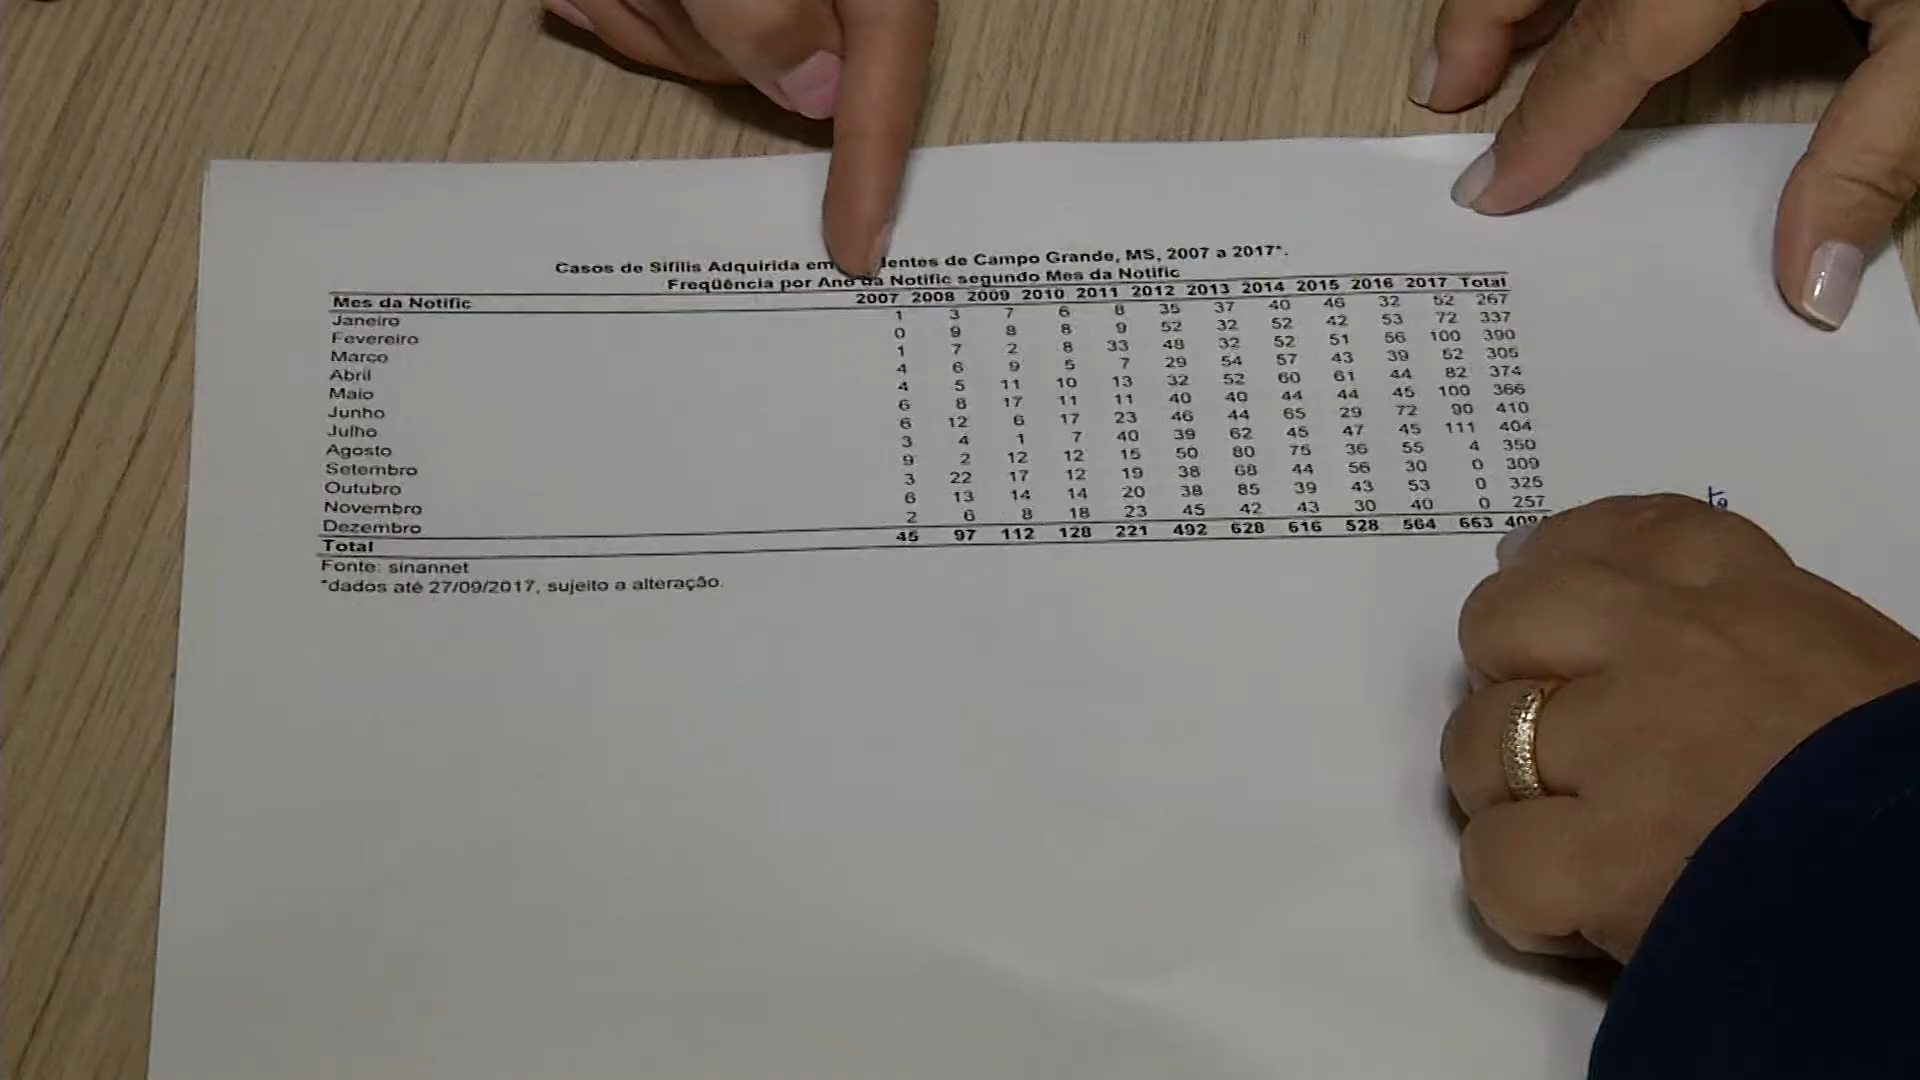 Casos de Sífilis Adquirida em de Campo Grande, MS, 2007 a 2017*.
Freqüência por Ano da Notific segundo Mes da Notific
Mes da Notific 2007 2008 2009 2010 2011 2012 2013 2014 2015 2016 2017 Total
Janeiro 1 3 7 6 8 35 37 40 46 32 52 267
Fevereiro 0 9 8 8 9 52 32 52 42 53 72 337
Marco 1 7 2 8 33 48 32 52 51 56 100 390
Abril 4 6 9 5 7 29 54 57 43 39 52 305
Maio 4 5 11 10 13 32 52 60 61 44 82 374
Junho 6 8 17 11 11 40 40 44 44 45 100 366
Julho 6 12 6 17 23 46 44 65 29 72 90 410
Agosto 3 4 1 7 40 39 62 45 47 45 111 404
Setembro 9 2 12 12 15 50 80 75 36 55 4 350
Outubro 3 22 17 12 19 38 68 44 56 30 0 309
Novembro 6 13 14 14 20 38 85 39 43 53 0 325
Dezembro 2 6 8 18 23 45 42 43 30 40 0 257
Total 45 97 112 128 221 492 628 616 528 564 663
Fonte: sinannet
*dados até 27/09/2017, sujeito a alteração.